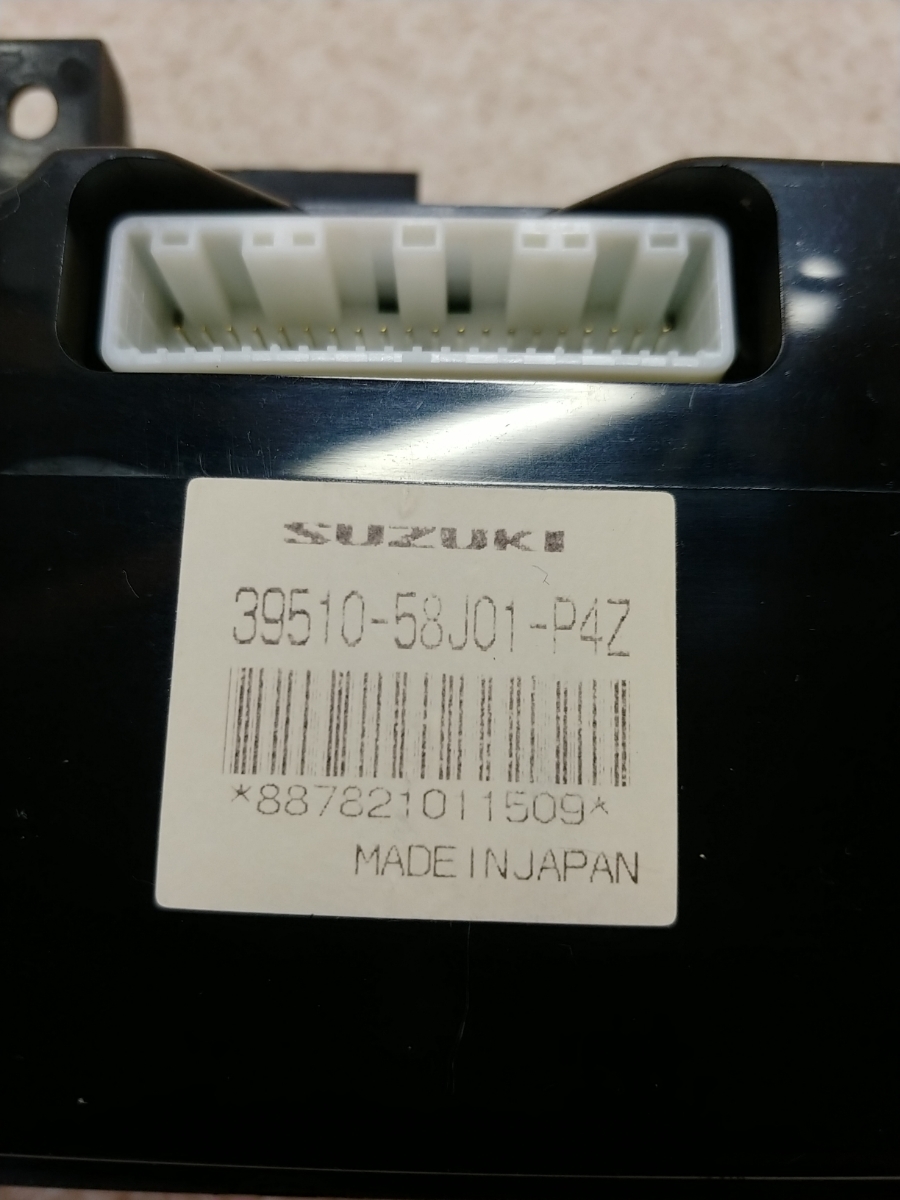 SUZUKI
39510-58J01-P4Z
*887821011509*
MADE IN JAPAN